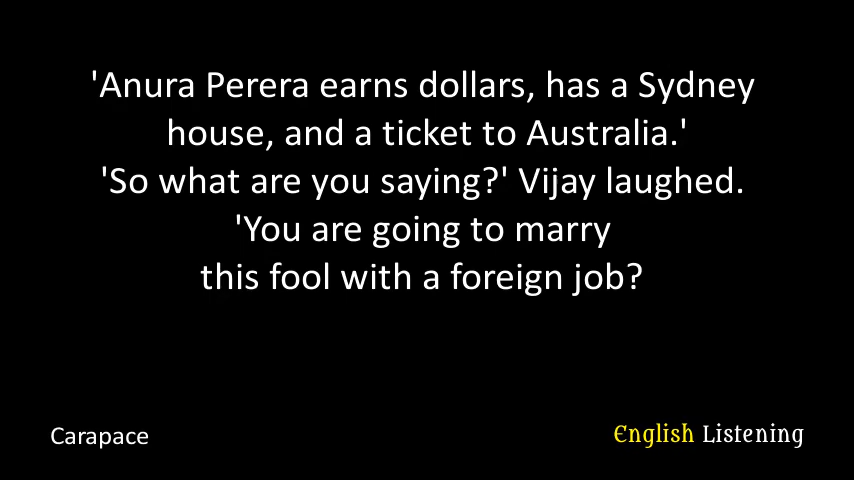 'Anura Perera earns dollars, has a Sydney
house, and a ticket to Australia.'
'So what are you saying?' Vijay laughed.
'You are going to marry
this fool with a foreign job?
Carapace
English Listening